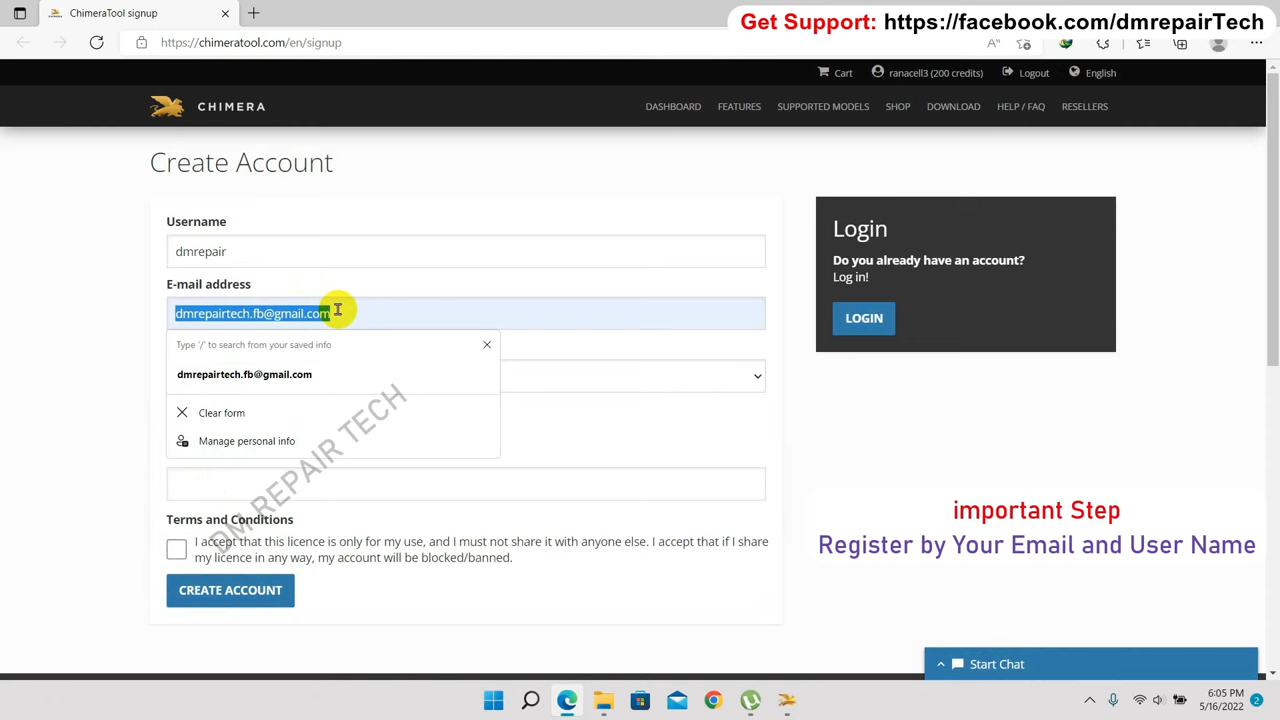 ChimeraTool signup
Get Support: https://facebook.com/dmrepairTech
https://chimeratool.com/en/signup
Cart
ranacell3 (200 credits)
Logout
English
CHIMERA
DASHBOARD
FEATURES
SUPPORTED MODELS
SHOP
DOWNLOAD
HELP / FAQ
RESELLERS
Create Account
Username
dmrepair
E-mail address
dmrepairtech.fb@gmail.com
Type '/' to search from your saved info
dmrepairtech.fb@gmail.com
Clear form
Manage personal info
Terms and Conditions
I accept that this licence is only for my use, and I must not share it with anyone else. I accept that if I share
my licence in any way, my account will be blocked/banned.
CREATE ACCOUNT
Login
Do you already have an account?
Log in!
LOGIN
DM REPAIR TECH
important Step
Register by Your Email and User Name
Start Chat
6:05 PM
5/16/2022
2